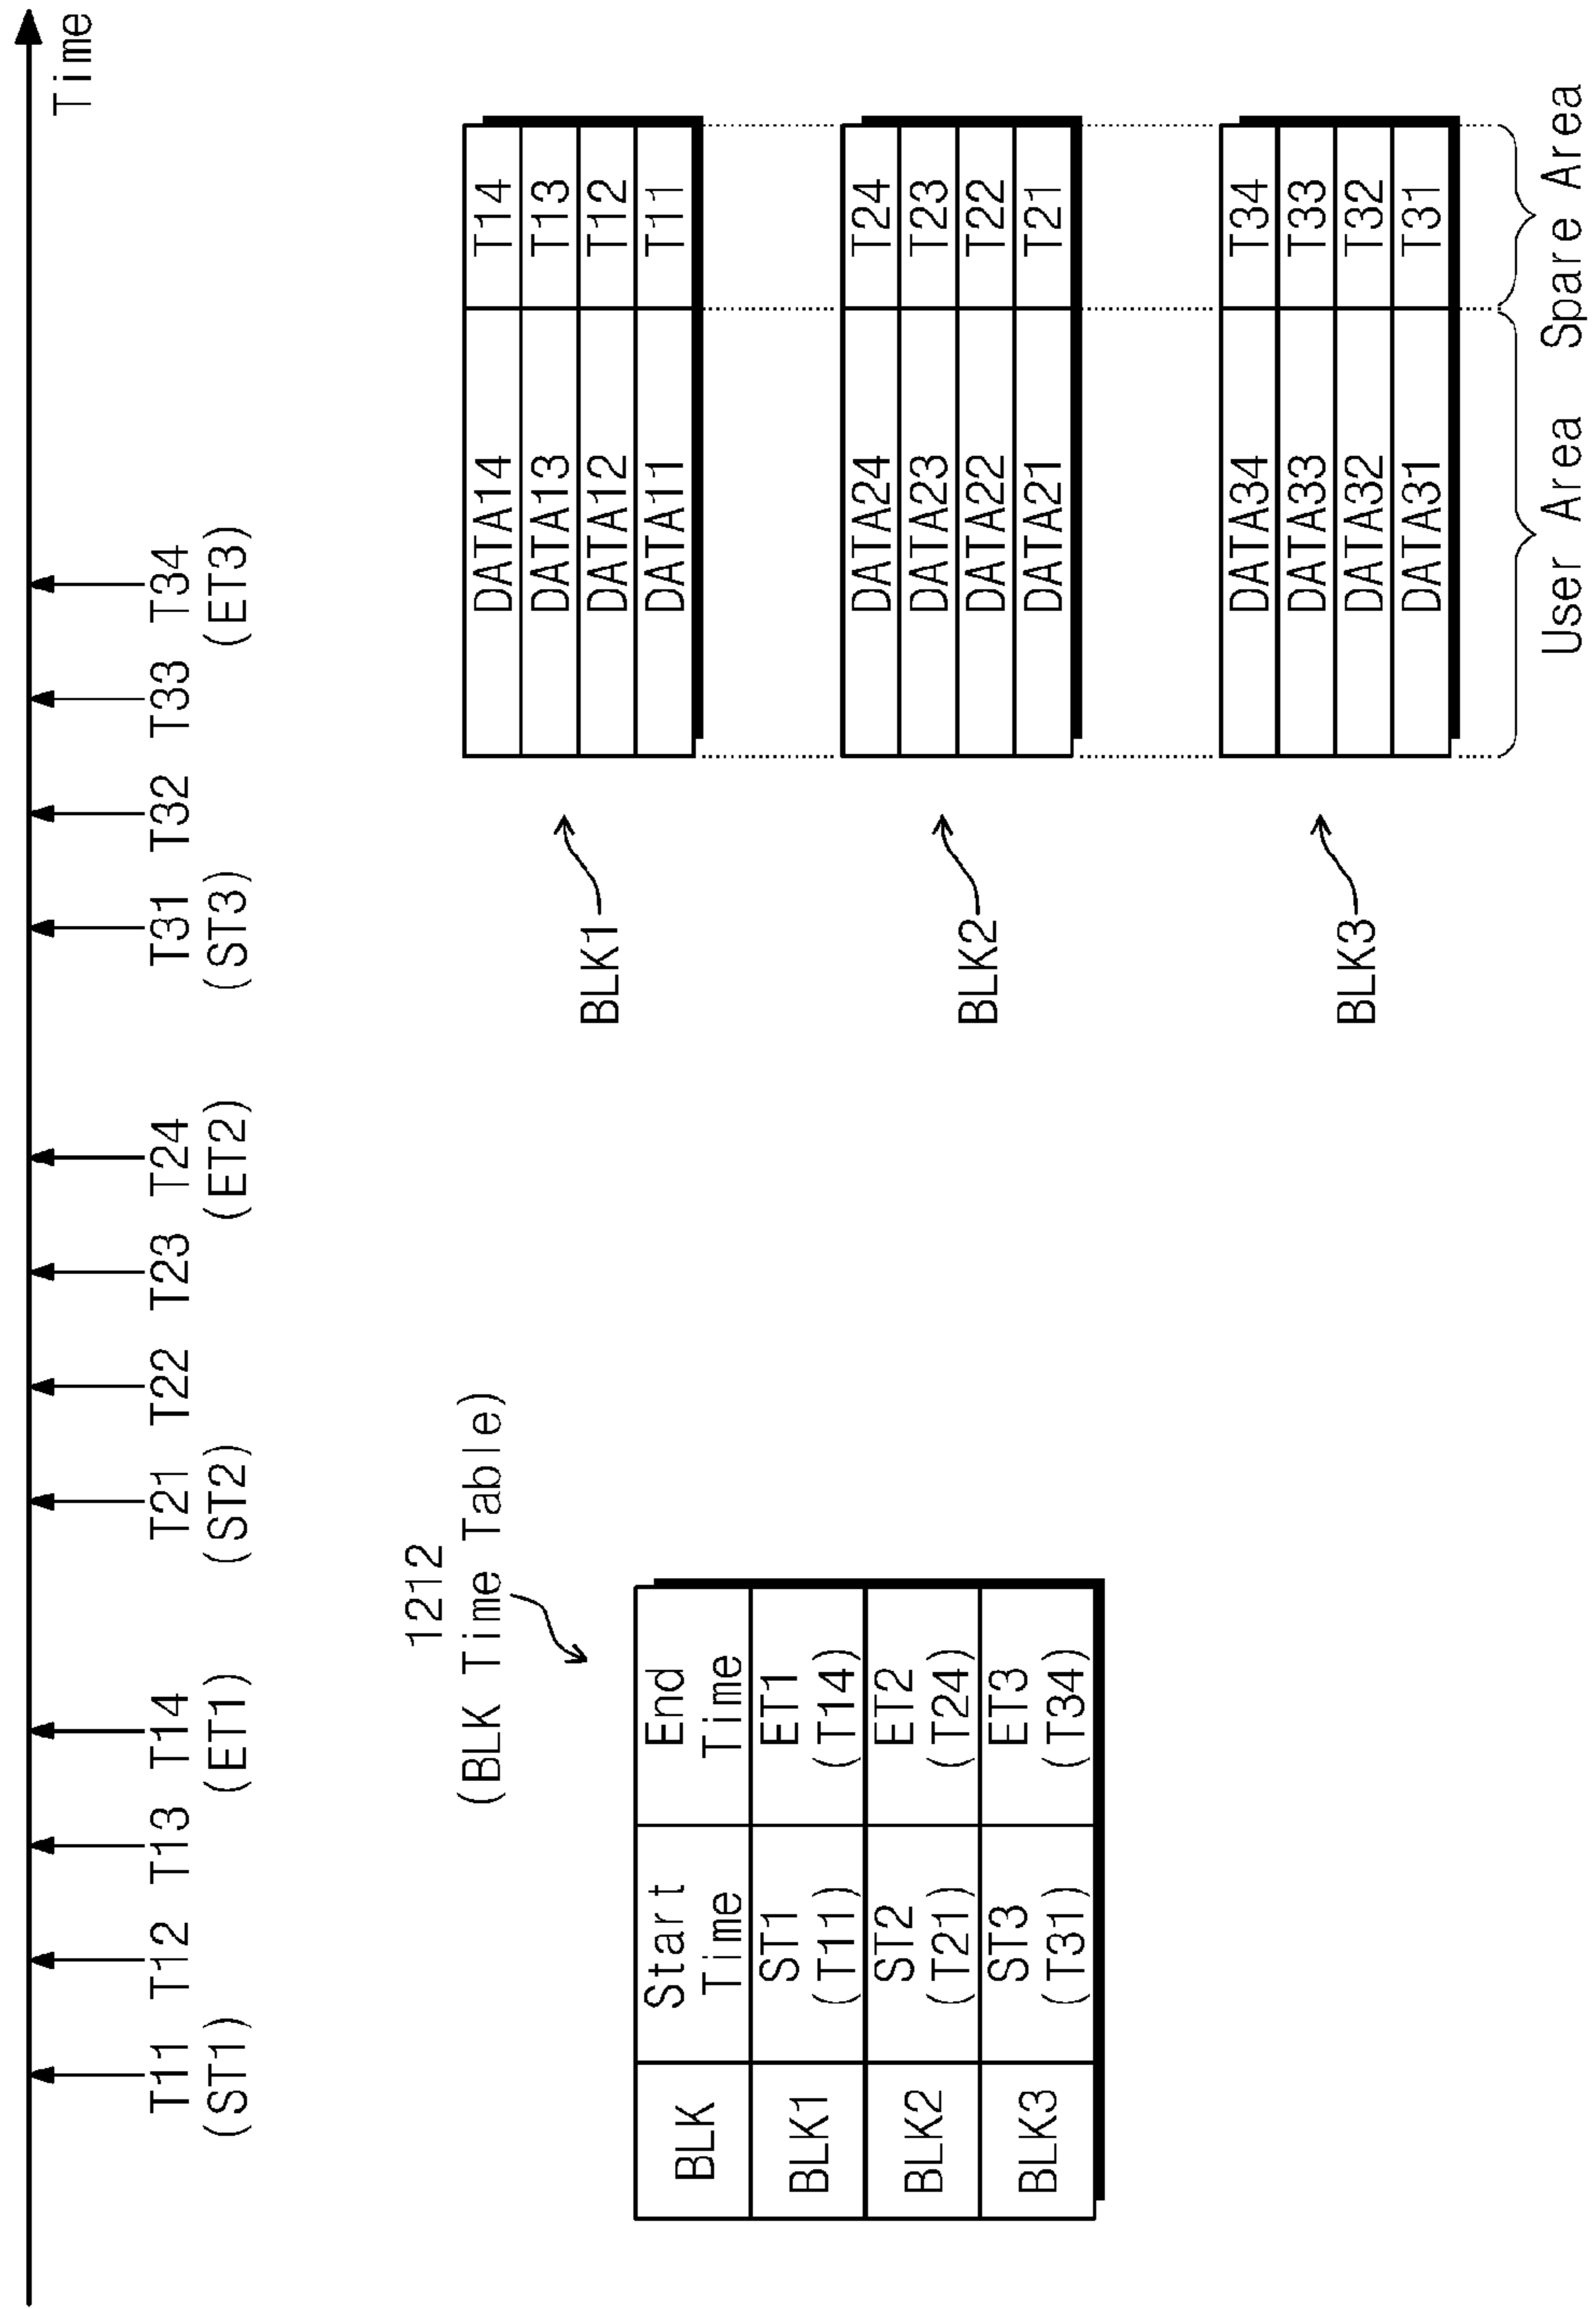 Time
T11 T12 T13 T14 T21 T22 T23 T24 T31 T32 T33 T34
(ST1) (ET1) (ST2) (ET2) (ST3) (ET3)
1212
(BLK Time Table)
BLK Start Time End Time
BLK1 ST1 (T11) ET1 (T14)
BLK2 ST2 (T21) ET2 (T24)
BLK3 ST3 (T31) ET3 (T34)
BLK1
DATA14 T14
DATA13 T13
DATA12 T12
DATA11 T11
BLK2
DATA24 T24
DATA23 T23
DATA22 T22
DATA21 T21
BLK3
DATA34 T34
DATA33 T33
DATA32 T32
DATA31 T31
User Area Spare Area